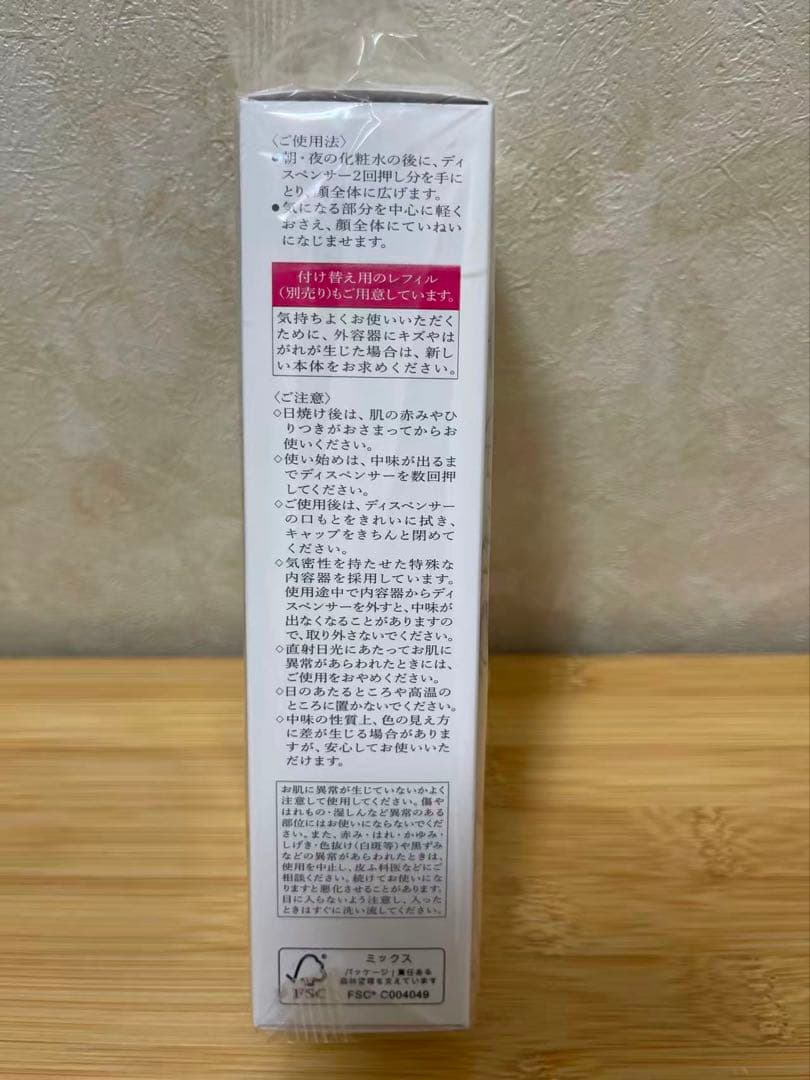 〈ご使用法〉
●朝・夜の化粧水の後に、ディ
スペンサー2回押し分を手に
とり、顔全体に広げます。
●気になる部分を中心に軽く
おさえ、顔全体にていねい
になじませます。
付け替え用のレフィル
(別売り)もご用意しています。
気持ちよくお使いいただく
ために、外容器にキズやは
がれが生じた場合は、新し
い本体をお求めください。
〈ご注意〉
◇日焼け後は、肌の赤みやひ
りつきがおさまってからお
使いください。
◇使い始めは、中味が出るま
でディスペンサーを数回押
してください。
◇ご使用後は、ディスペンサー
の口もとをきれいに拭き、
キャップをきちんと閉めて
ください。
◇気密性を持たせた特殊な
内容器を採用しています。
使用途中で内容器からディ
スペンサーを外すと、中味が
出なくなることがありますの
で、取り外さないでください。
◇直射日光にあたってお肌に
異常があらわれたときには、
ご使用をおやめください。
◇日のあたるところや高温の
ところに置かないでください。
◇中味の性質上、色の見え方
に差が生じる場合がありま
すが、安心してお使いいた
だけます。
お肌に異常が生じていないかよく
注意して使用してください。傷や
はれもの・湿しんなど異常のある
部位にはお使いにならないでくだ
さい。また、赤み・はれ・かゆみ・
しげき・色抜け(白斑等)や黒ずみ
などの異常があらわれたときは、
使用を中止し、皮ふ科医などにご
相談ください。続けてお使いにな
りますと悪化させることがあります。
目に入らないよう注意し、入った
ときはすぐに洗い流してください。
FSC
ミックス
パッケージ|責任ある
森林管理を支えています
FSC® C004049